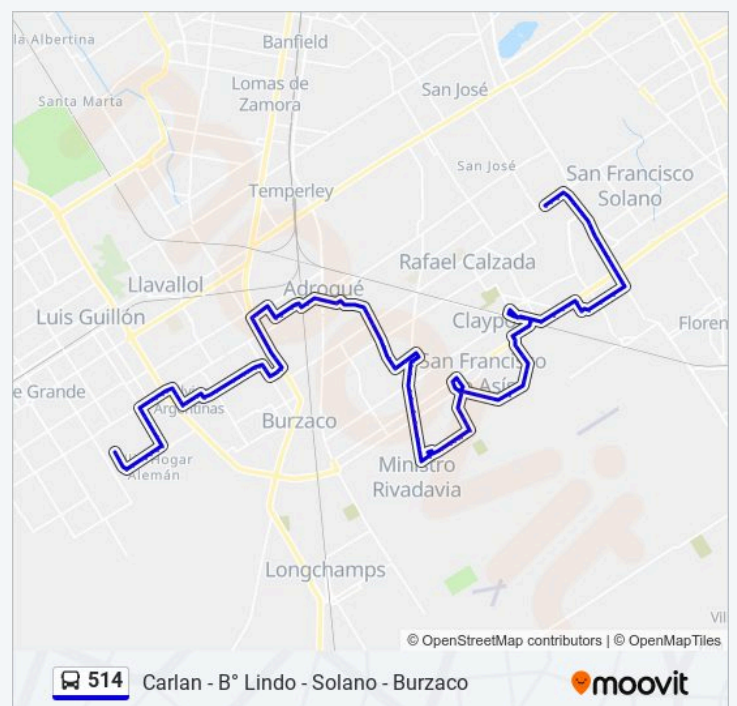 la Albertina
Banfield
Lomas de
Zamora
San José
Santa Marta
San José
San Francisco
Solano
Temperley
Rafael Calzada
Llavallol
Adrogué
Luis Guillón
Claypo
Floren
San Francisco
e Asís
e Grande
Argentinas
Burzaco
Hogar
Alemán
Ministro
Rivadavia
Longchamps
Vil
© OpenStreetMap contributors | © OpenMapTiles
514 Carlan - B° Lindo - Solano - Burzaco
moovit